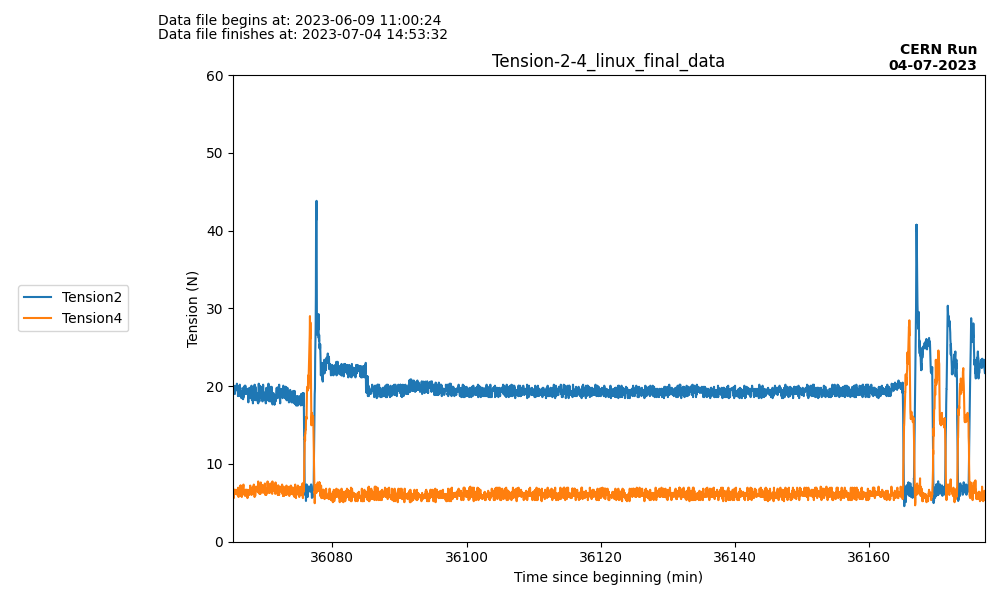 Data file begins at: 2023-06-09 11:00:24
Data file finishes at: 2023-07-04 14:53:32
CERN Run
04-07-2023
Tension-2-4_linux_final_data
60
50
40
30
20
10
0
Tension (N)
Tension2
Tension4
36080 36100 36120 36140 36160
Time since beginning (min)